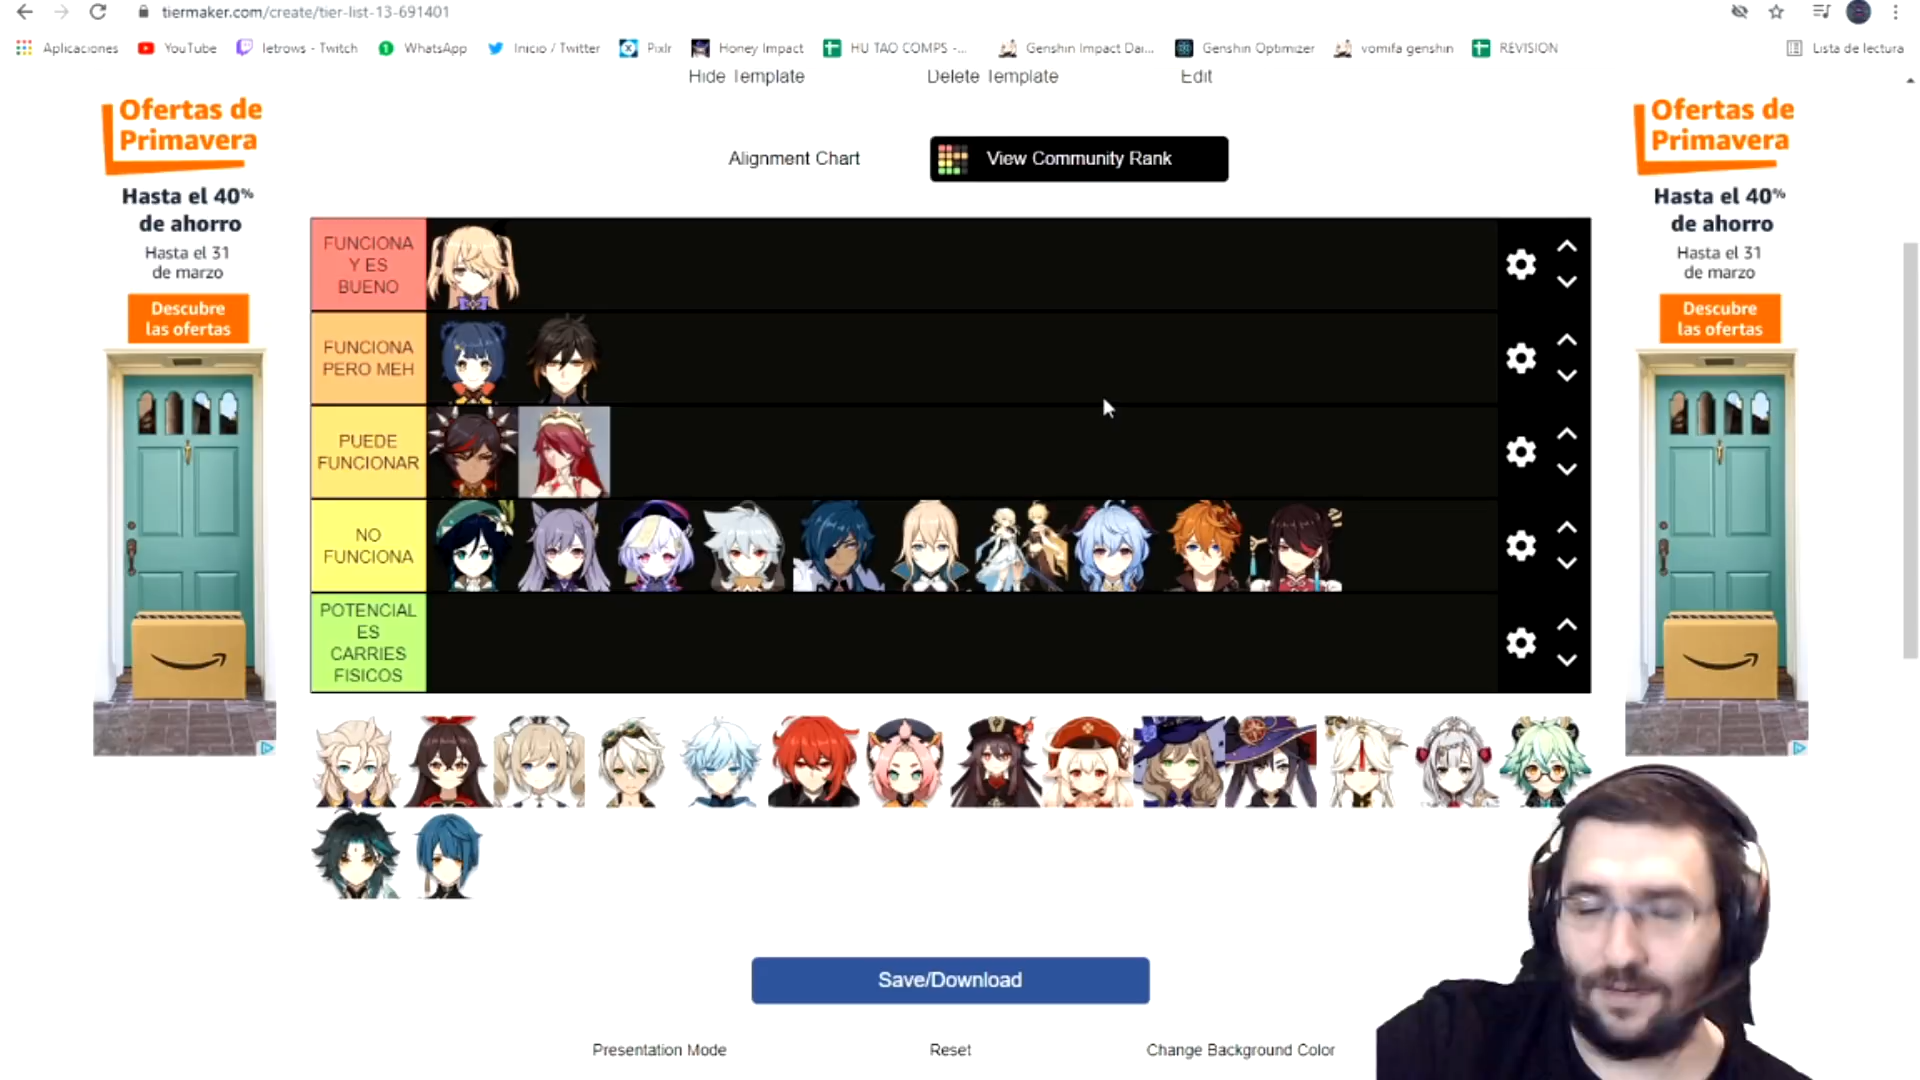 tiermaker.com/create/tier-list-13-691401
Aplicaciones YouTube letrows - Twitch WhatsApp Inicio / Twitter Pixlr Honey Impact HU TAO COMPS -... Genshin Impact Dai... Genshin Optimizer vomifa genshin REVISION Lista de lectura
Hide Template Delete Template Edit
Ofertas de
Primavera
Hasta el 40%
de ahorro
Hasta el 31
de marzo
Descubre
las ofertas
Alignment Chart View Community Rank
FUNCIONA
Y ES
BUENO
FUNCIONA
PERO MEH
PUEDE
FUNCIONAR
NO
FUNCIONA
POTENCIAL
ES
CARRIES
FISICOS
Ofertas de
Primavera
Hasta el 40%
de ahorro
Hasta el 31
de marzo
Descubre
las ofertas
Save/Download
Presentation Mode Reset Change Background Color